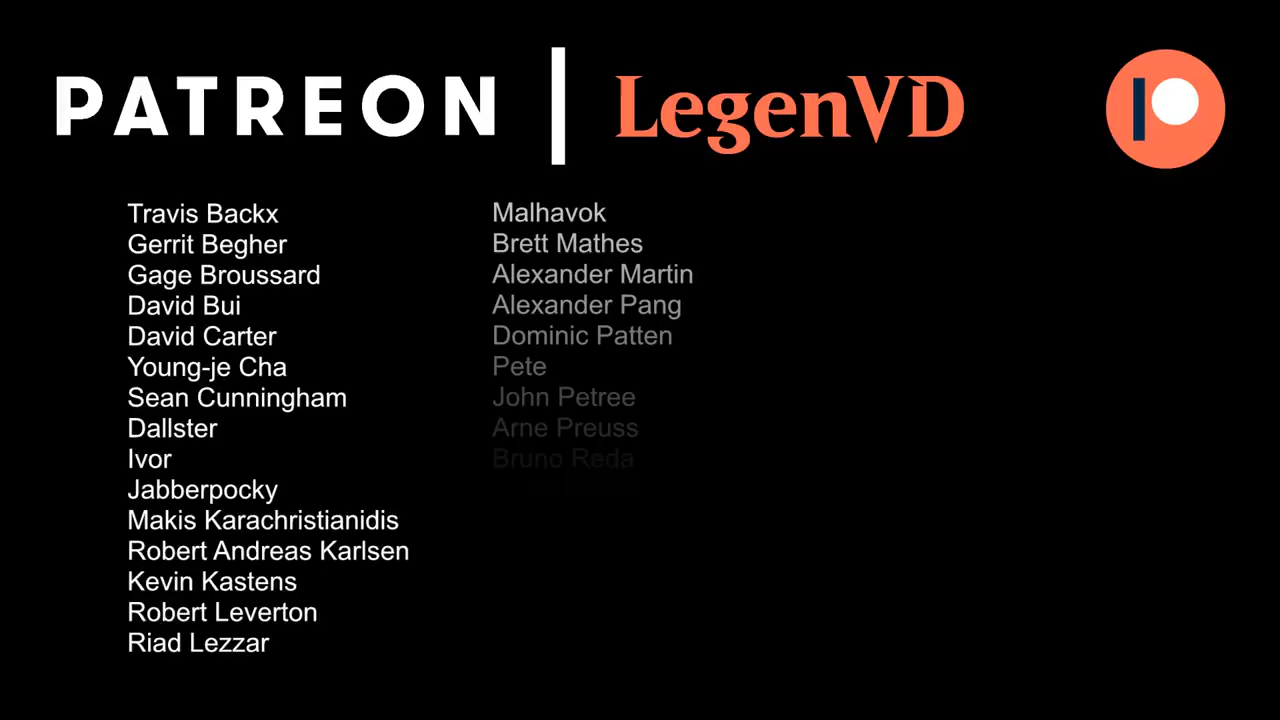 PATREON | LegenVD
Travis Backx
Gerrit Begher
Gage Broussard
David Bui
David Carter
Young-je Cha
Sean Cunningham
Dallster
Ivor
Jabberpocky
Makis Karachristianidis
Robert Andreas Karlsen
Kevin Kastens
Robert Leverton
Riad Lezzar
Malhavok
Brett Mathes
Alexander Martin
Alexander Pang
Dominic Patten
Pete
John Petree
Arne Preuss
Bruno Reda